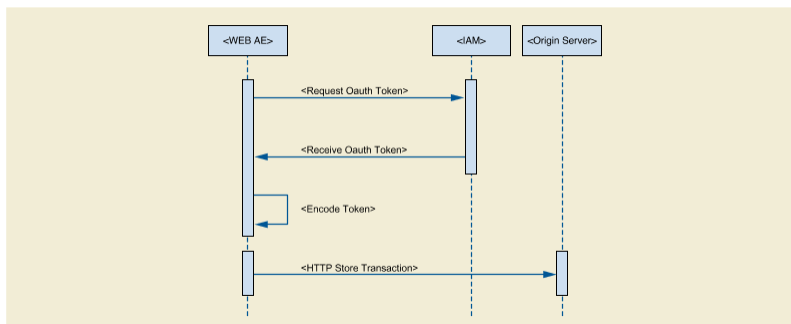 <WEB AE>
<IAM>
<Origin Server>
<Request Oauth Token>
<Receive Oauth Token>
<Encode Token>
<HTTP Store Transaction>